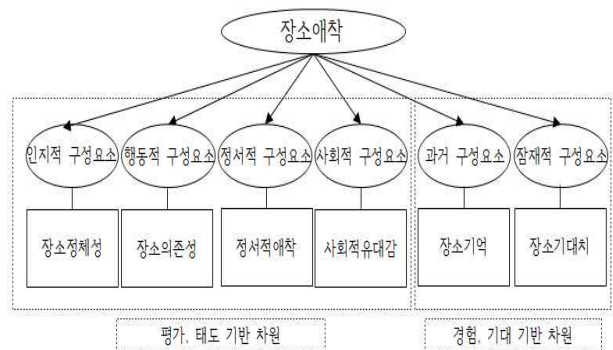 장소애착
인지적 구성요소 행동적 구성요소 정서적 구성요소 사회적 구성요소 과거 구성요소 잠재적 구성요소
장소정체성 장소의존성 정서적애착 사회적유대감 장소기억 장소기대치
평가, 태도 기반 차원 경험, 기대 기반 차원